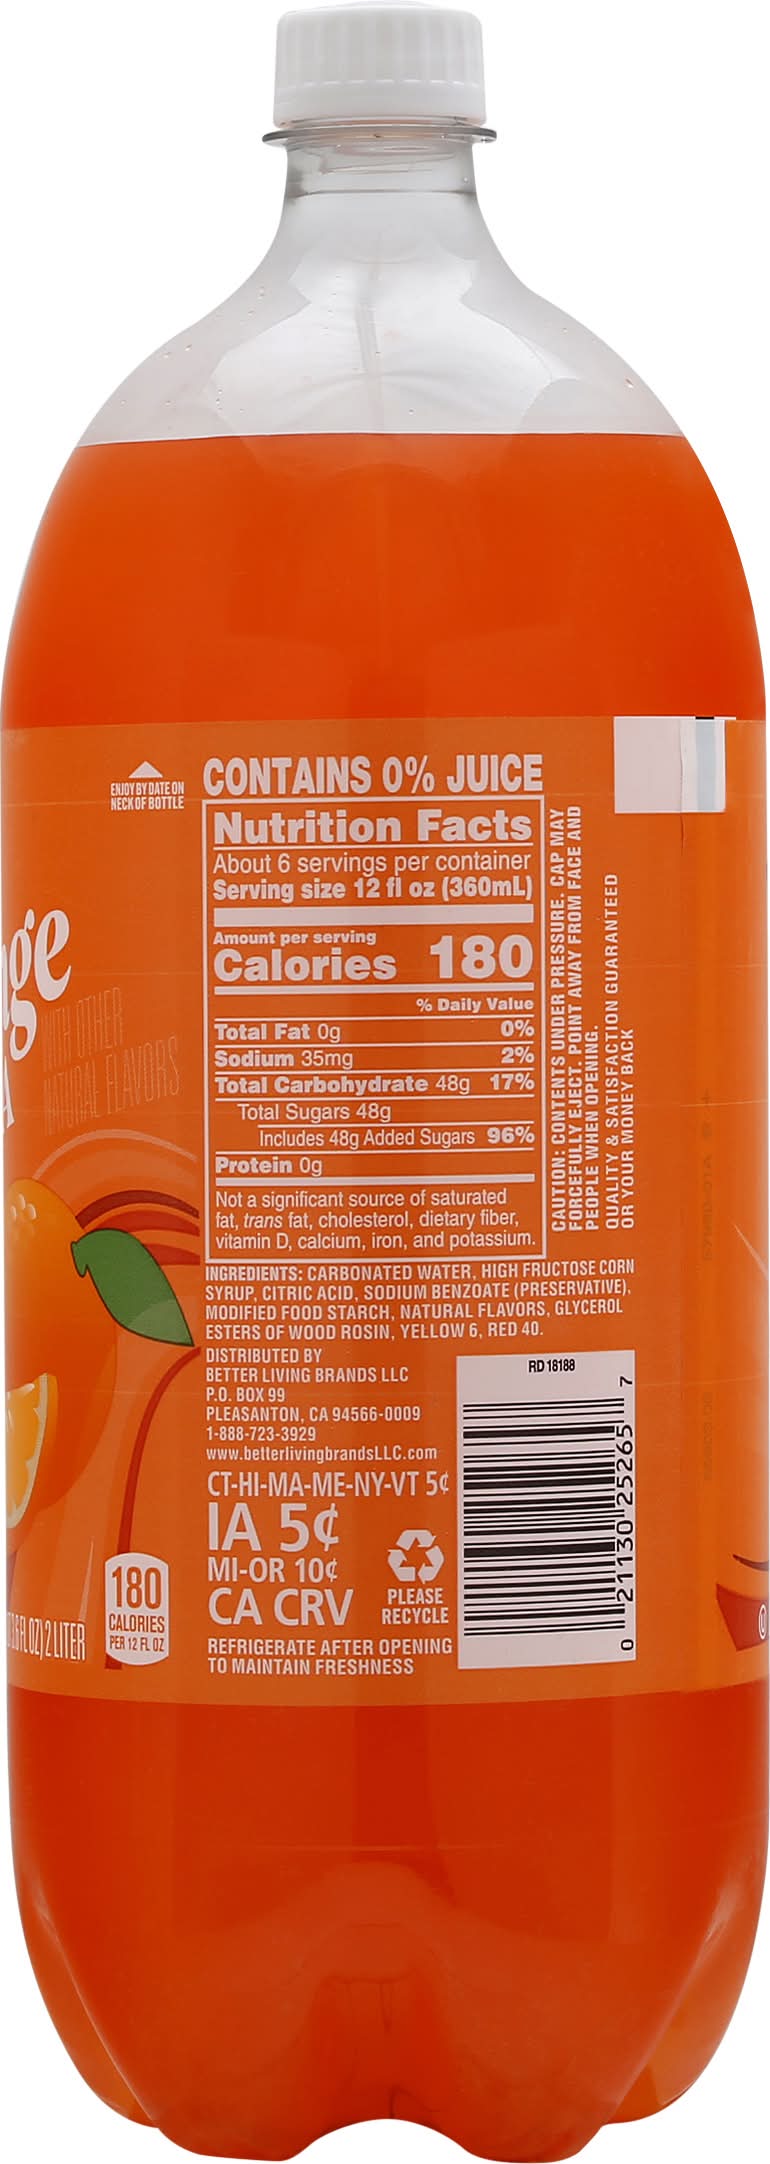 ENJOY BY DATE ON
NECK OF BOTTLE
CONTAINS 0% JUICE
Nutrition Facts
About 6 servings per container
Serving size 12 fl oz (360mL)
Amount per serving
Calories 180
% Daily Value
Total Fat 0g 0%
Sodium 35mg 2%
Total Carbohydrate 48g 17%
Total Sugars 48g
Includes 48g Added Sugars 96%
Protein 0g
Not a significant source of saturated
fat, trans fat, cholesterol, dietary fiber,
vitamin D, calcium, iron, and potassium.
CAUTION: CONTENTS UNDER PRESSURE. CAP MAY
FORCEFULLY EJECT. POINT AWAY FROM FACE AND
PEOPLE WHEN OPENING.
QUALITY & SATISFACTION GUARANTEED
OR YOUR MONEY BACK
nge
A
WITH OTHER
NATURAL FLAVORS
INGREDIENTS: CARBONATED WATER, HIGH FRUCTOSE CORN
SYRUP, CITRIC ACID, SODIUM BENZOATE (PRESERVATIVE),
MODIFIED FOOD STARCH, NATURAL FLAVORS, GLYCEROL
ESTERS OF WOOD ROSIN, YELLOW 6, RED 40.
DISTRIBUTED BY
BETTER LIVING BRANDS LLC
P.O. BOX 99
PLEASANTON, CA 94566-0009
1-888-723-3929
www.betterlivingbrandsLLC.com
CT-HI-MA-ME-NY-VT 5¢
IA 5¢
MI-OR 10¢
CA CRV
PLEASE
RECYCLE
REFRIGERATE AFTER OPENING
TO MAINTAIN FRESHNESS
RD 18188
0 21130 25265 7
180
CALORIES
PER 12 FL OZ
FL OZ) 2 LITER
U